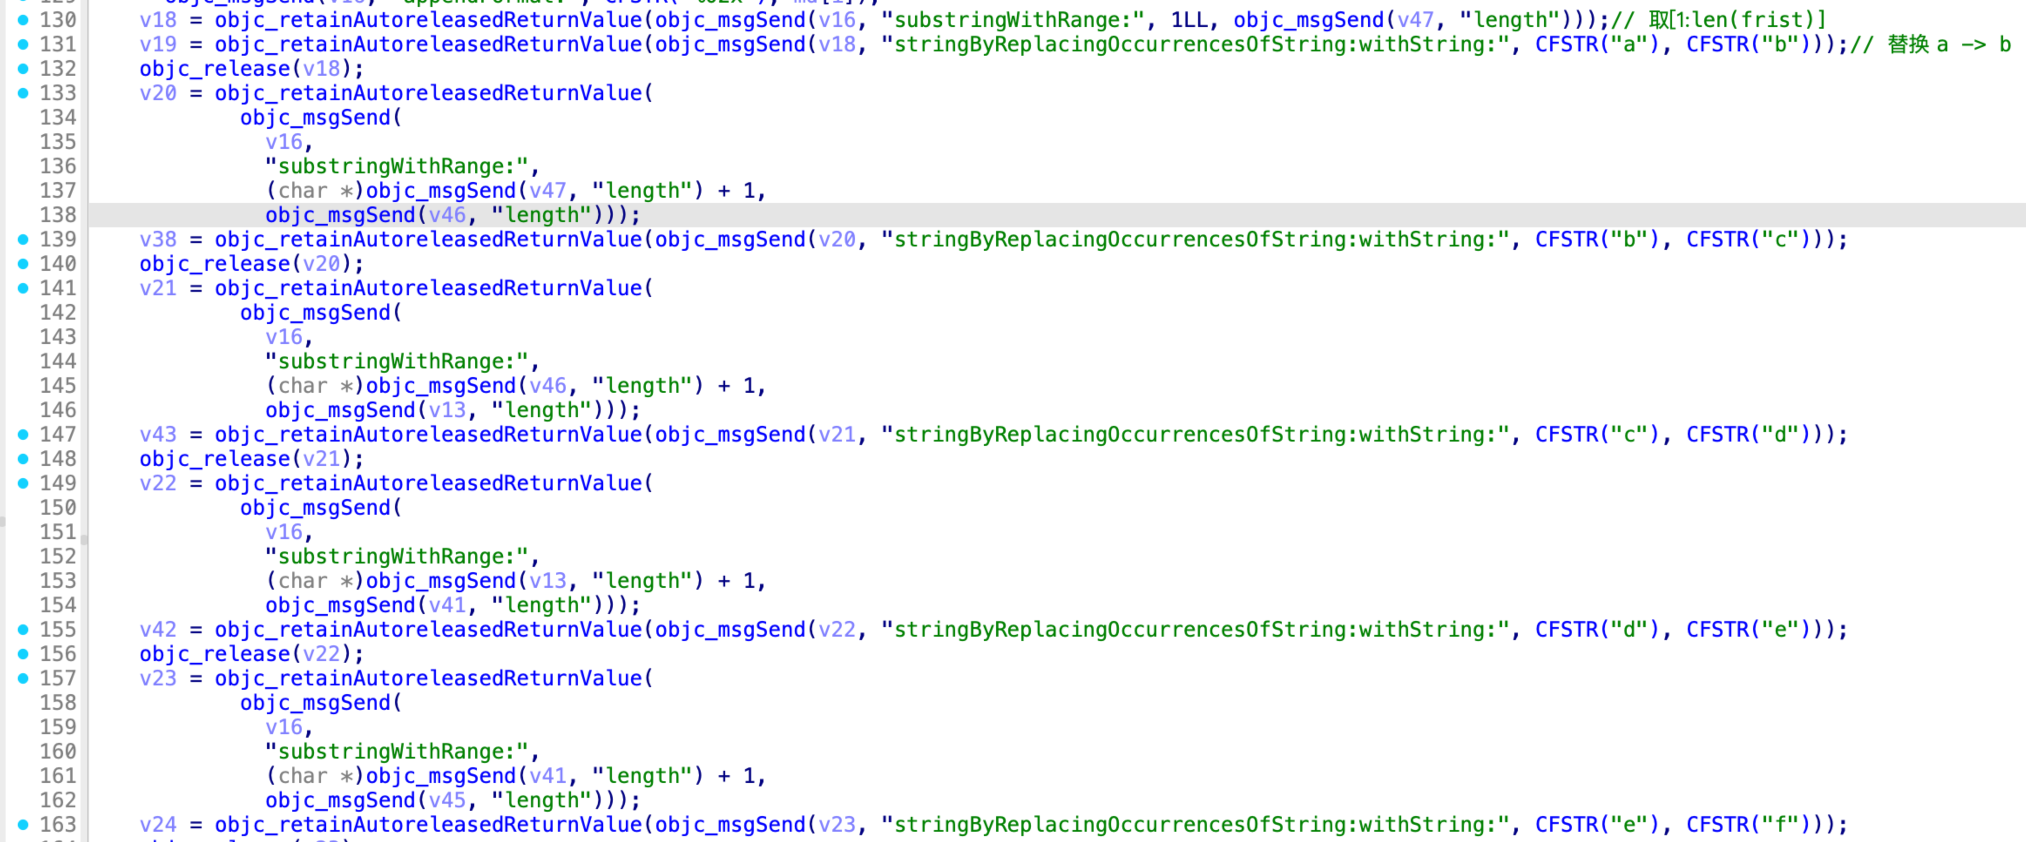 130 v18 = objc_retainAutoreleasedReturnValue(objc_msgSend(v16, "substringWithRange:", 1LL, objc_msgSend(v47, "length")));// 取[1:len(frist)]
131 v19 = objc_retainAutoreleasedReturnValue(objc_msgSend(v18, "stringByReplacingOccurrencesOfString:withString:", CFSTR("a"), CFSTR("b")));// 替换 a -> b
132 objc_release(v18);
133 v20 = objc_retainAutoreleasedReturnValue(
134 objc_msgSend(
135 v16,
136 "substringWithRange:",
137 (char *)objc_msgSend(v47, "length") + 1,
138 objc_msgSend(v46, "length")));
139 v38 = objc_retainAutoreleasedReturnValue(objc_msgSend(v20, "stringByReplacingOccurrencesOfString:withString:", CFSTR("b"), CFSTR("c")));
140 objc_release(v20);
141 v21 = objc_retainAutoreleasedReturnValue(
142 objc_msgSend(
143 v16,
144 "substringWithRange:",
145 (char *)objc_msgSend(v46, "length") + 1,
146 objc_msgSend(v13, "length")));
147 v43 = objc_retainAutoreleasedReturnValue(objc_msgSend(v21, "stringByReplacingOccurrencesOfString:withString:", CFSTR("c"), CFSTR("d")));
148 objc_release(v21);
149 v22 = objc_retainAutoreleasedReturnValue(
150 objc_msgSend(
151 v16,
152 "substringWithRange:",
153 (char *)objc_msgSend(v13, "length") + 1,
154 objc_msgSend(v41, "length")));
155 v42 = objc_retainAutoreleasedReturnValue(objc_msgSend(v22, "stringByReplacingOccurrencesOfString:withString:", CFSTR("d"), CFSTR("e")));
156 objc_release(v22);
157 v23 = objc_retainAutoreleasedReturnValue(
158 objc_msgSend(
159 v16,
160 "substringWithRange:",
161 (char *)objc_msgSend(v41, "length") + 1,
162 objc_msgSend(v45, "length")));
163 v24 = objc_retainAutoreleasedReturnValue(objc_msgSend(v23, "stringByReplacingOccurrencesOfString:withString:", CFSTR("e"), CFSTR("f")));